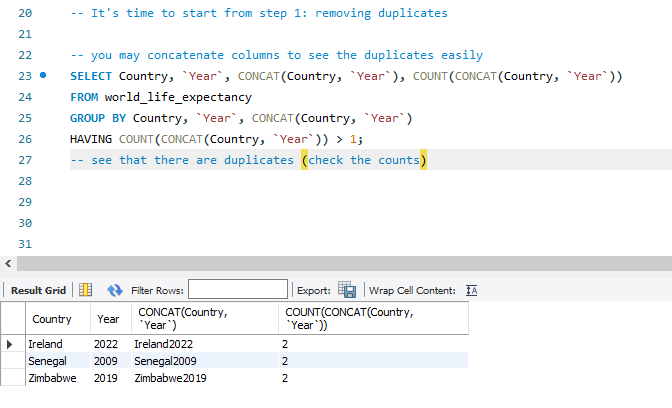 20 -- It's time to start from step 1: removing duplicates
21
22 -- you may concatenate columns to see the duplicates easily
23 SELECT Country, `Year`, CONCAT(Country, `Year`), COUNT(CONCAT(Country, `Year`))
24 FROM world_life_expectancy
25 GROUP BY Country, `Year`, CONCAT(Country, `Year`)
26 HAVING COUNT(CONCAT(Country, `Year`)) > 1;
27 -- see that there are duplicates (check the counts)
28
29
30
31
Result Grid Filter Rows: Export: Wrap Cell Content: IA
Country Year CONCAT(Country, `Year`) COUNT(CONCAT(Country, `Year`))
Ireland 2022 Ireland2022 2
Senegal 2009 Senegal2009 2
Zimbabwe 2019 Zimbabwe2019 2